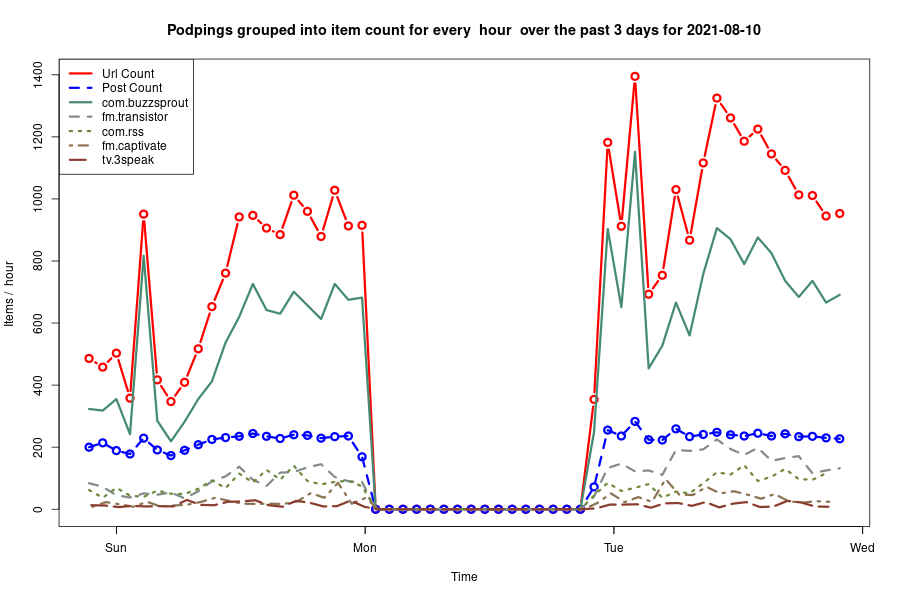 Podpings grouped into item count for every  hour  over the past 3 days for 2021-08-10
Url Count
Post Count
com.buzzsprout
fm.transistor
com.rss
fm.captivate
tv.3speak
Items / hour
1400
1200
1000
800
600
400
200
0
Sun Mon Tue Wed
Time